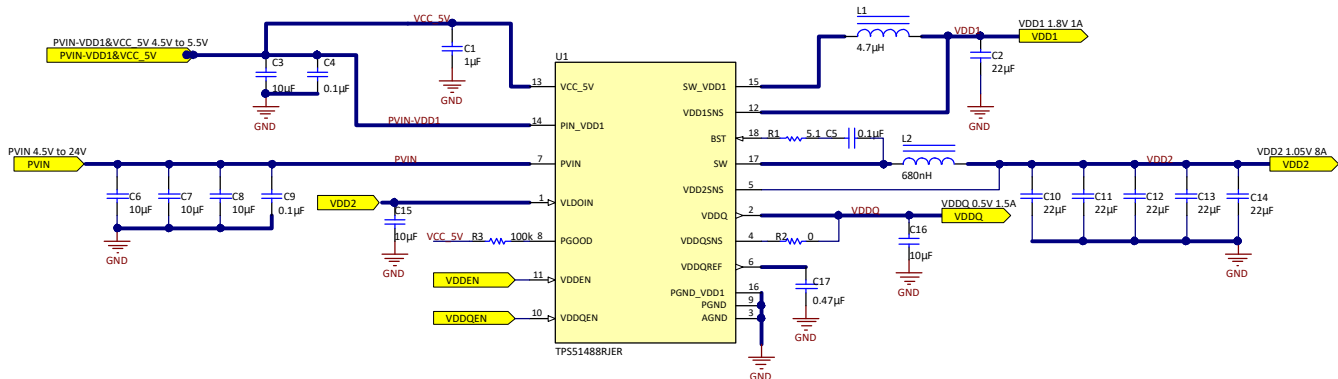 VCC_5V
PVIN-VDD1&VCC_5V 4.5V to 5.5V
PVIN-VDD1&VCC_5V
C3
10µF
C4
0.1µF
GND
C1
1µF
GND
PVIN-VDD1
PVIN 4.5V to 24V
PVIN
PVIN
C6
10µF
C7
10µF
C8
10µF
C9
0.1µF
GND
VDD2
C15
10µF
GND
VCC_5V
R3
100k
VDDEN
VDDQEN
U1
13
VCC_5V
14
PIN_VDD1
7
PVIN
1
VLDOIN
8
PGOOD
11
VDDEN
10
VDDQEN
TPS51488RJER
SW_VDD1
15
VDD1SNS
12
BST
18
SW
17
VDD2SNS
5
VDDQ
2
VDDQSNS
4
VDDQREF
6
PGND_VDD1
16
PGND
9
AGND
3
L1
4.7µH
VDD1
VDD1 1.8V 1A
VDD1
C2
22µF
GND
R1
5.1
C5
0.1µF
L2
680nH
VDD2
VDD2 1.05V 8A
VDD2
C10
22µF
C11
22µF
C12
22µF
C13
22µF
C14
22µF
GND
VDDQ
VDDQ 0.5V 1.5A
VDDQ
R2
0
C16
10µF
GND
C17
0.47µF
GND
GND